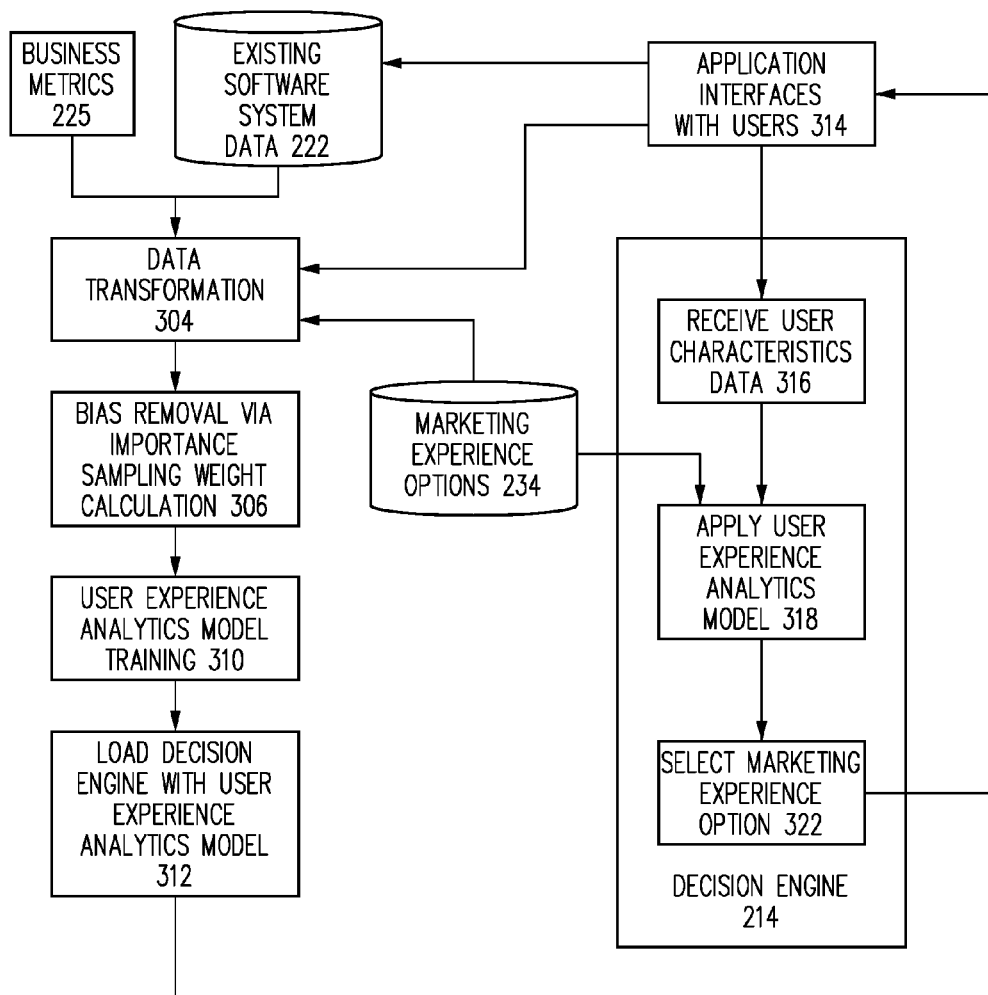 BUSINESS
METRICS
225
EXISTING
SOFTWARE
SYSTEM
DATA 222
APPLICATION
INTERFACES
WITH USERS 314
DATA
TRANSFORMATION
304
RECEIVE USER
CHARACTERISTICS
DATA 316
BIAS REMOVAL VIA
IMPORTANCE
SAMPLING WEIGHT
CALCULATION 306
MARKETING
EXPERIENCE
OPTIONS 234
APPLY USER
EXPERIENCE
ANALYTICS
MODEL 318
USER EXPERIENCE
ANALYTICS MODEL
TRAINING 310
LOAD DECISION
ENGINE WITH USER
EXPERIENCE
ANALYTICS MODEL
312
SELECT MARKETING
EXPERIENCE
OPTION 322
DECISION ENGINE
214